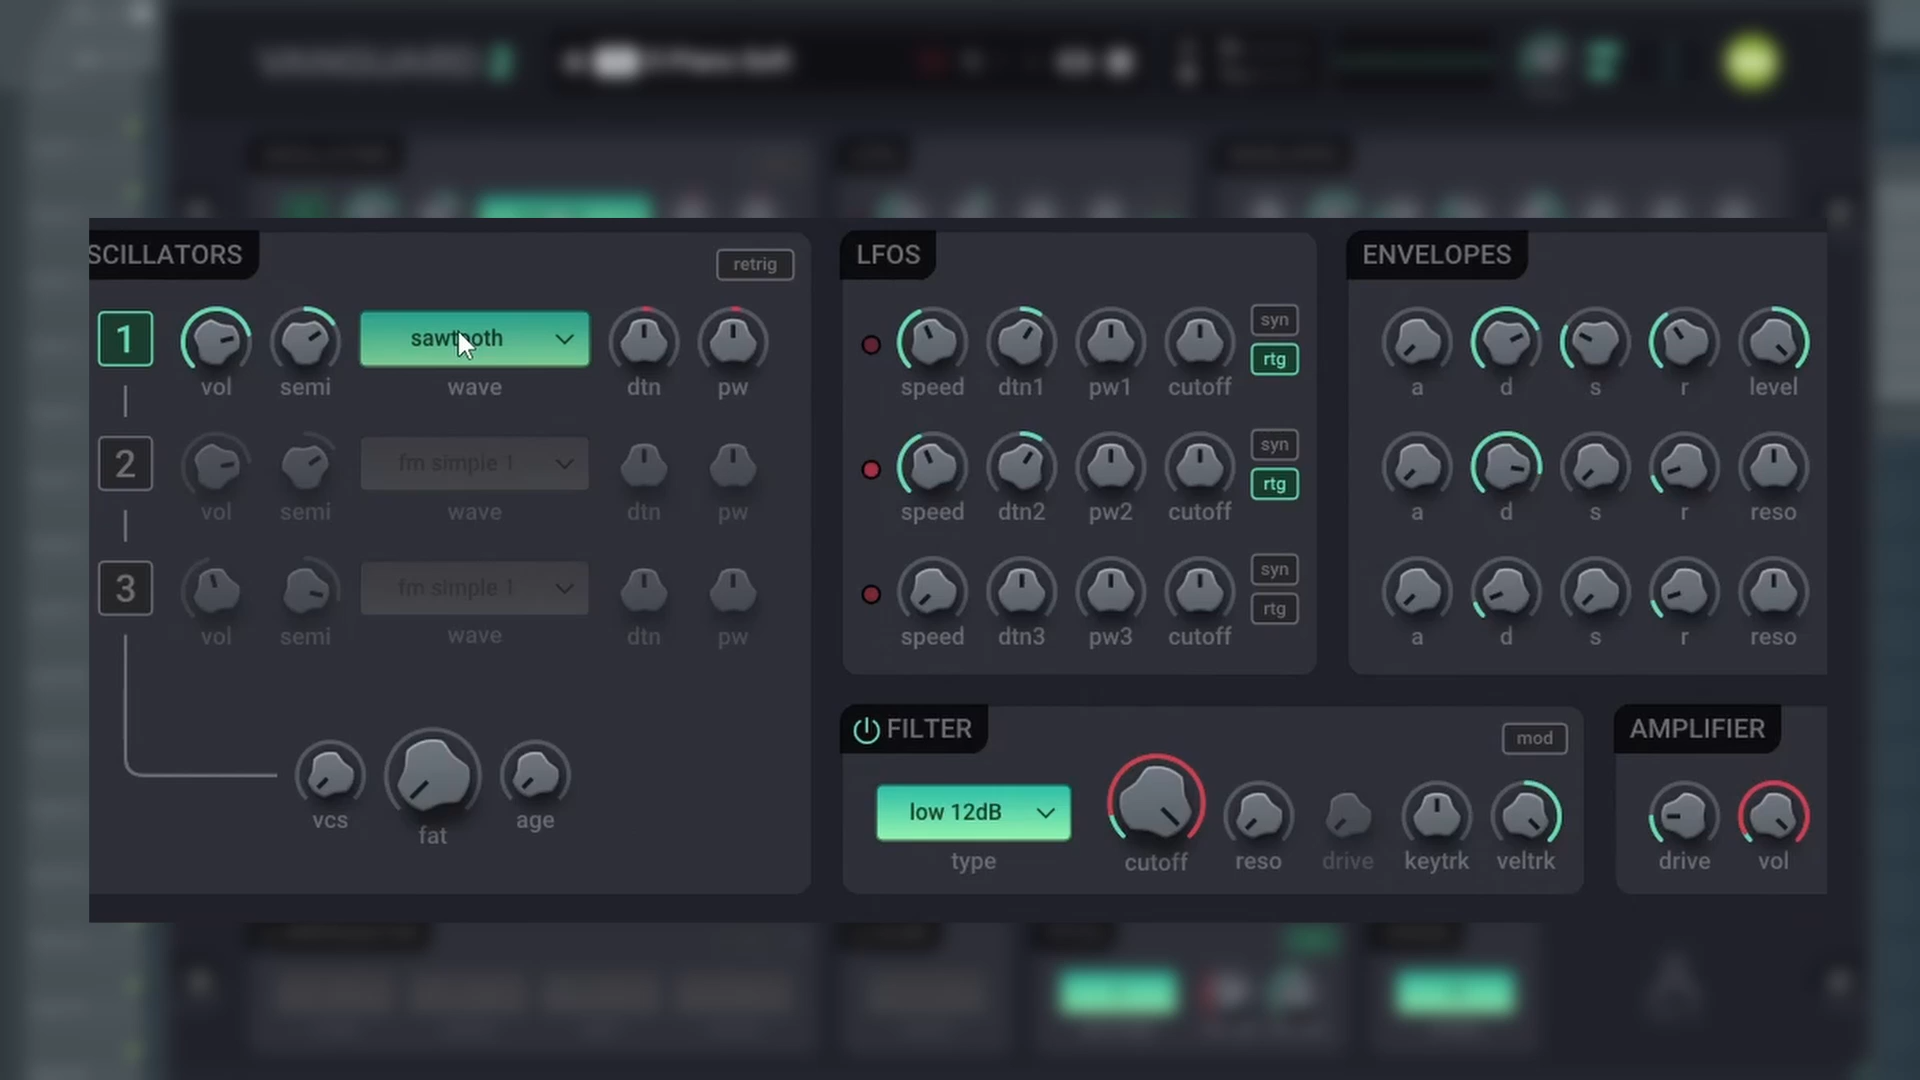 VANGUARD 2
SCILLATORS
retrig
1
vol
semi
sawtooth
wave
dtn
pw
2
vol
semi
fm simple 1
wave
dtn
pw
3
vol
semi
fm simple 1
wave
dtn
pw
vcs
fat
age
LFOS
speed
dtn1
pw1
cutoff
syn
rtg
speed
dtn2
pw2
cutoff
syn
rtg
speed
dtn3
pw3
cutoff
syn
rtg
ENVELOPES
a
d
s
r
level
a
d
s
r
reso
a
d
s
r
reso
FILTER
mod
low 12dB
type
cutoff
reso
drive
keytrk
veltrk
AMPLIFIER
drive
vol